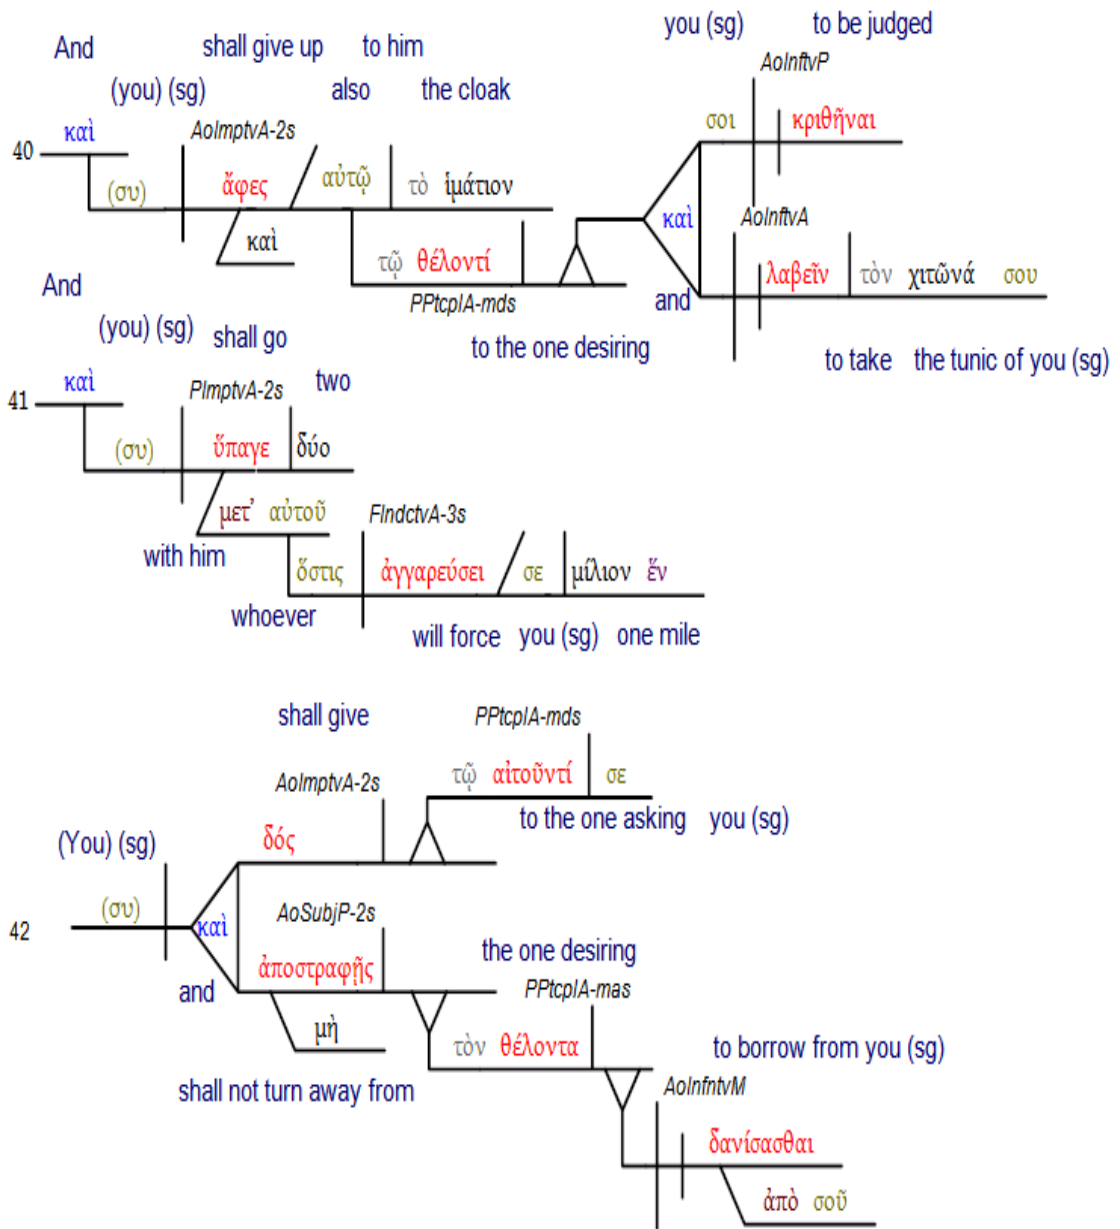 And shall give up to him you (sg) to be judged
(you) (sg) also the cloak AoInftvP
40 καὶ AoImptvA-2s σοι κριθῆναι
(συ) ἄφες αὐτῷ τὸ ἱμάτιον
καὶ καὶ AoInftvA
τῷ θέλοντί λαβεῖν τὸν χιτῶνά σου
And PPtcplA-mds and
to the one desiring to take the tunic of you (sg)
(you) (sg) shall go two
41 καὶ PImptvA-2s
(συ) ὕπαγε δύο
μετ' αὐτοῦ FIndctvA-3s
with him ὅστις ἀγγαρεύσει σε μίλιον ἕν
whoever will force you (sg) one mile
shall give PPtcplA-mds
AoImptvA-2s τῷ αἰτοῦντί σε
to the one asking you (sg)
(You) (sg) δός
42 (συ) καὶ AoSubjP-2s
the one desiring
and ἀποστραφῇς PPtcplA-mas
μὴ τὸν θέλοντα to borrow from you (sg)
shall not turn away from AoInfntvM
δανίσασθαι
ἀπὸ σοῦ